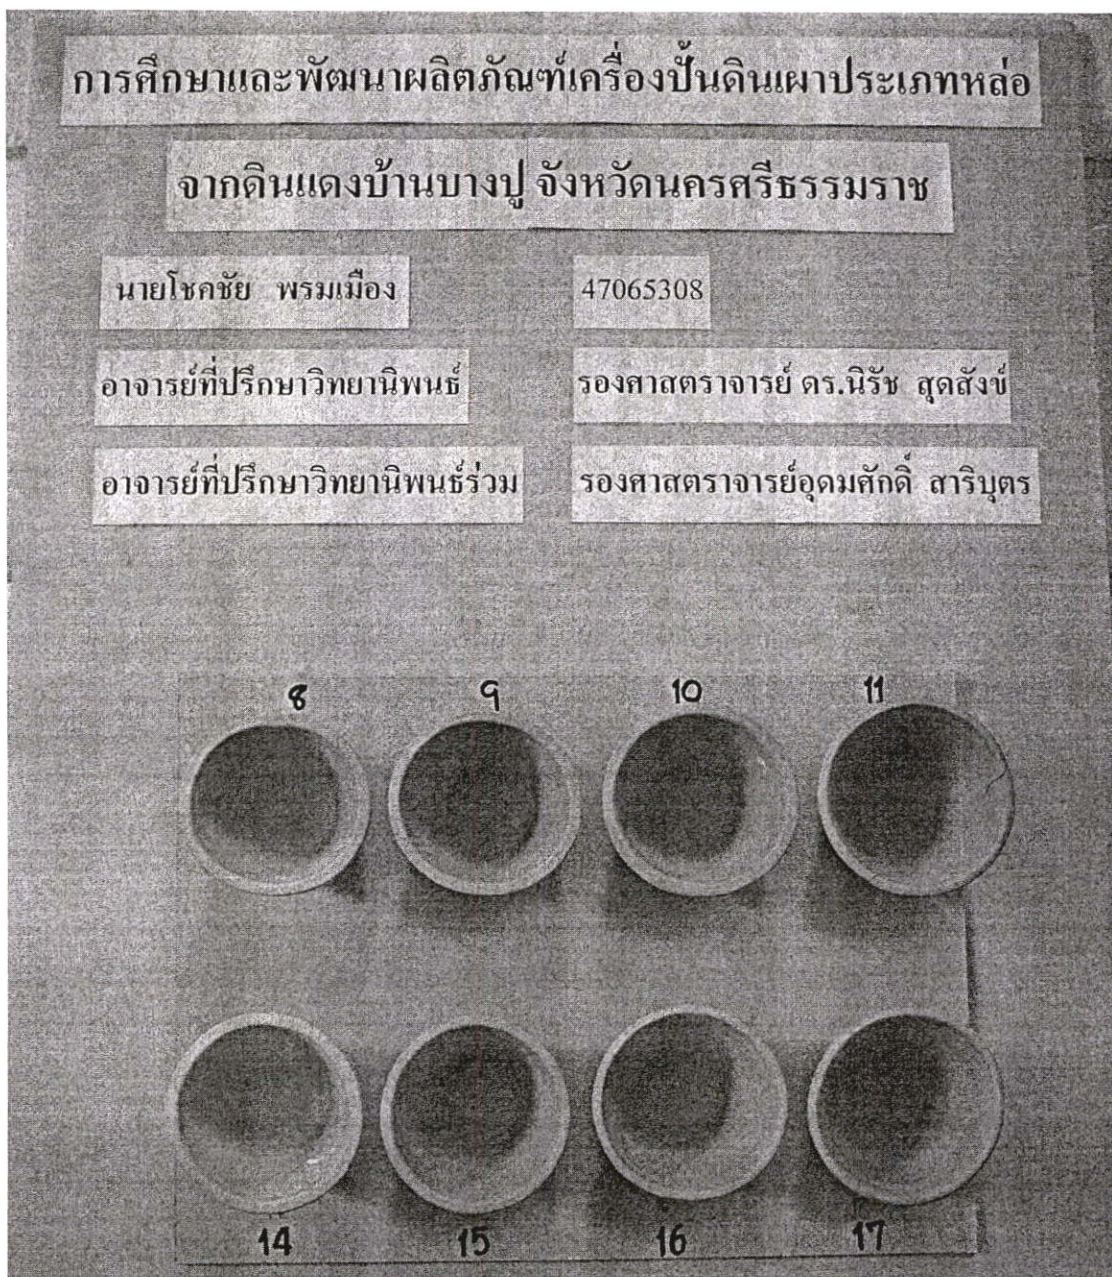 การศึกษาและพัฒนาผลิตภัณฑ์เครื่องปั้นดินเผาประเภทหล่อ
จากดินแดงบ้านบางปู จังหวัดนครศรีธรรมราช
นายโชคชัย พรมเมือง 47065308
อาจารย์ที่ปรึกษาวิทยานิพนธ์ รองศาสตราจารย์ ดร.นิรัช สุดสังข์
อาจารย์ที่ปรึกษาวิทยานิพนธ์ร่วม รองศาสตราจารย์อุดมศักดิ์ สาริบุตร
8 9 10 11
14 15 16 17